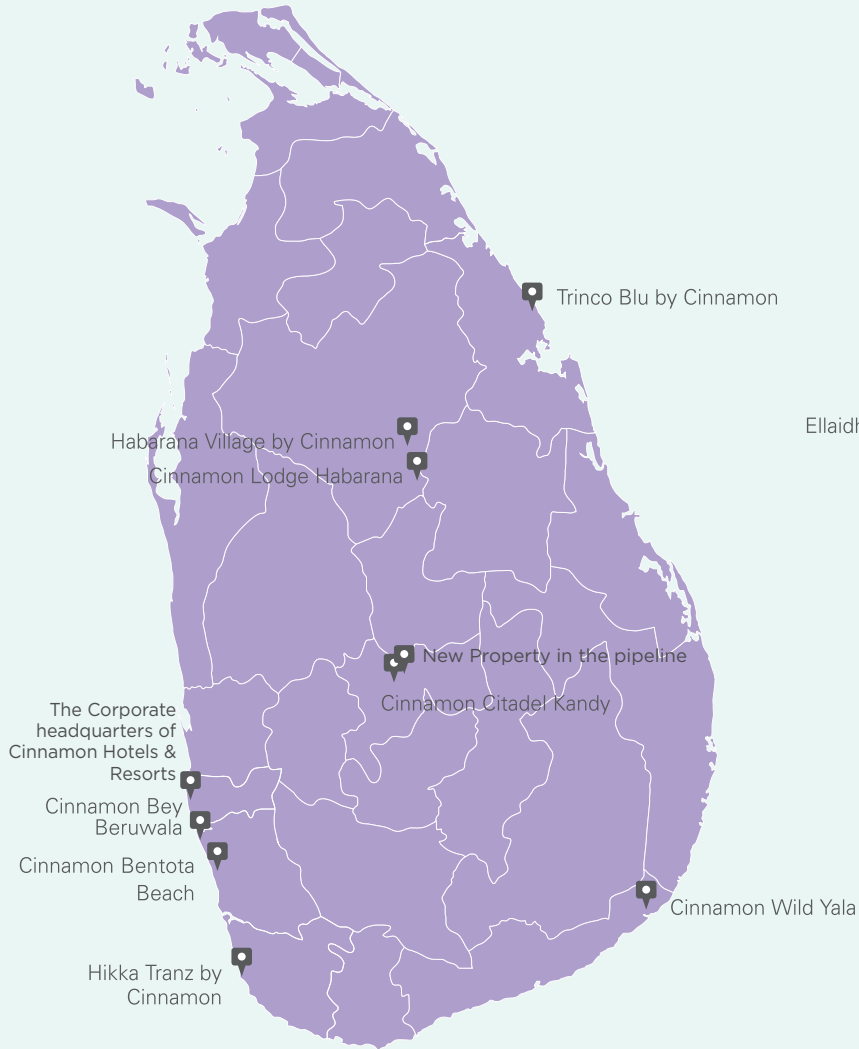 Trinco Blu by Cinnamon
Ellaidh
Habarana Village by Cinnamon
Cinnamon Lodge Habarana
New Property in the pipeline
Cinnamon Citadel Kandy
The Corporate
headquarters of
Cinnamon Hotels &
Resorts
Cinnamon Bey
Beruwala
Cinnamon Bentota
Beach
Cinnamon Wild Yala
Hikka Tranz by
Cinnamon